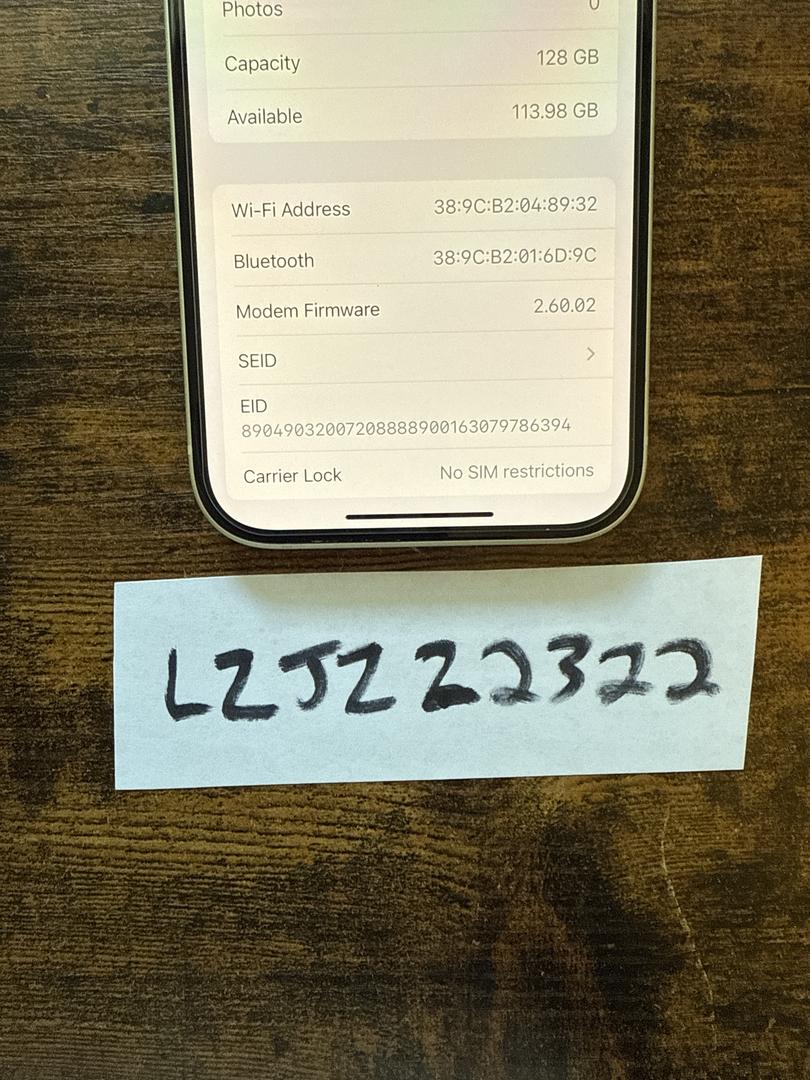 Photos 0
Capacity 128 GB
Available 113.98 GB
Wi-Fi Address 38:9C:B2:04:89:32
Bluetooth 38:9C:B2:01:6D:9C
Modem Firmware 2.60.02
SEID
EID
89049032007208888900163079786394
Carrier Lock No SIM restrictions
LZJZ22322